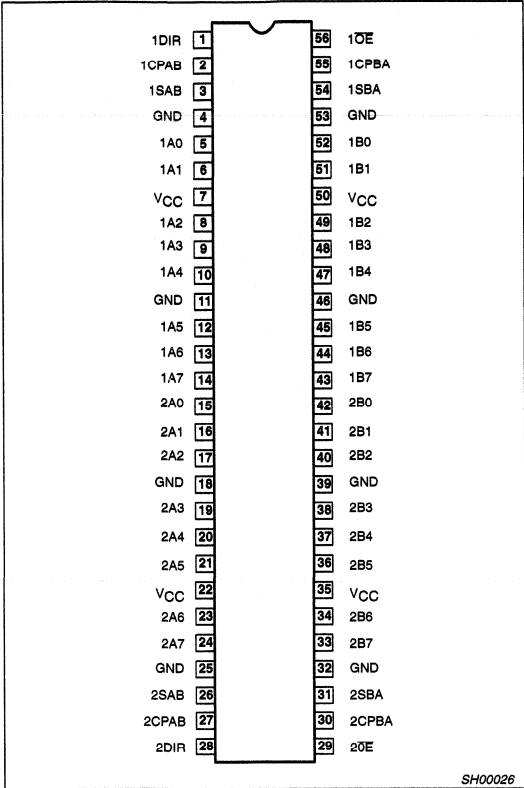 1DIR 1 56 1O̅E̅
1CPAB 2 55 1CPBA
1SAB 3 54 1SBA
GND 4 53 GND
1A0 5 52 1B0
1A1 6 51 1B1
VCC 7 50 VCC
1A2 8 49 1B2
1A3 9 48 1B3
1A4 10 47 1B4
GND 11 46 GND
1A5 12 45 1B5
1A6 13 44 1B6
1A7 14 43 1B7
2A0 15 42 2B0
2A1 16 41 2B1
2A2 17 40 2B2
GND 18 39 GND
2A3 19 38 2B3
2A4 20 37 2B4
2A5 21 36 2B5
VCC 22 35 VCC
2A6 23 34 2B6
2A7 24 33 2B7
GND 25 32 GND
2SAB 26 31 2SBA
2CPAB 27 30 2CPBA
2DIR 28 29 2O̅E̅
SH00026